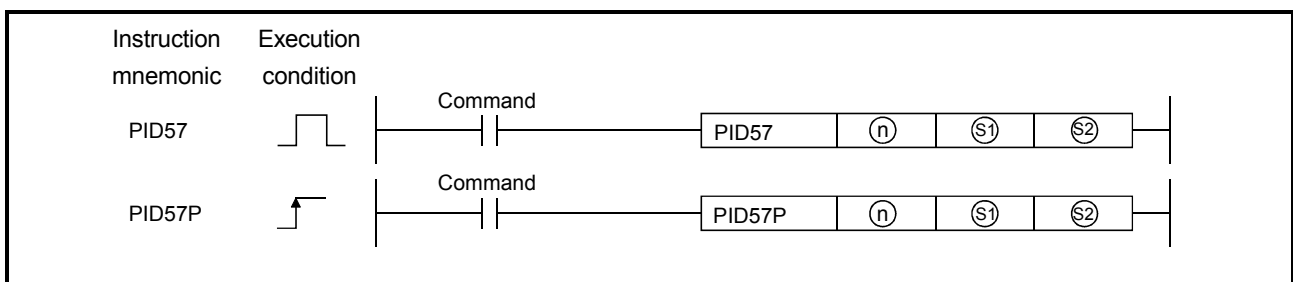 Instruction Execution
mnemonic condition
Command
PID57 PID57 n S1 S2
Command
PID57P PID57P n S1 S2